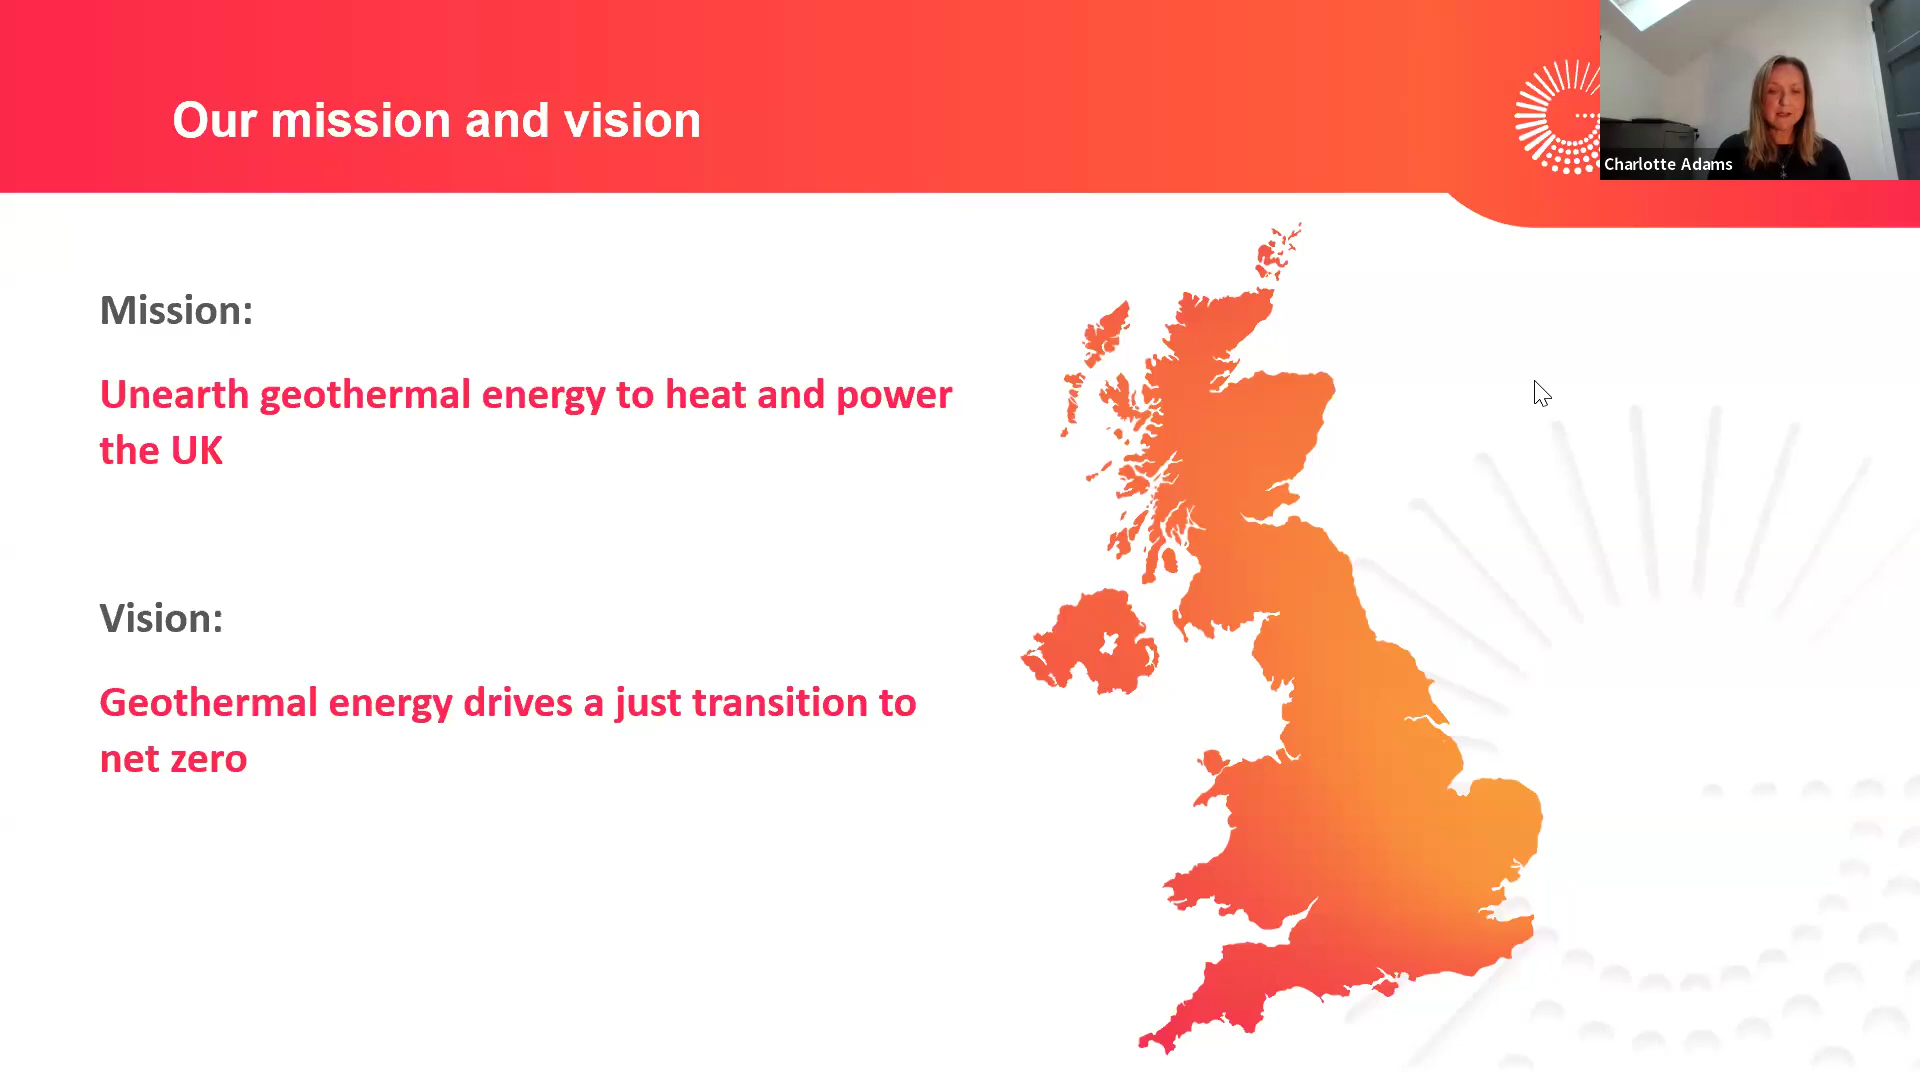 Our mission and vision
Charlotte Adams
Mission:
Unearth geothermal energy to heat and power
the UK
Vision:
Geothermal energy drives a just transition to
net zero